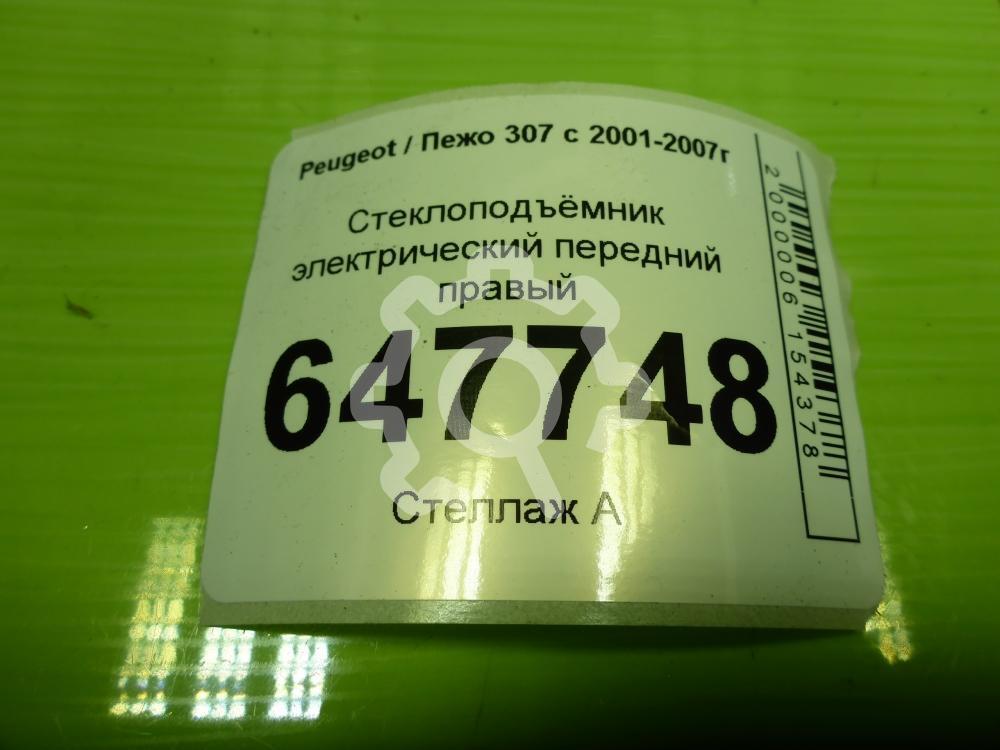 Peugeot / Пежо 307 с 2001-2007г
Стеклоподъёмник
электрический передний
правый
647748
Стеллаж А
2000006154378